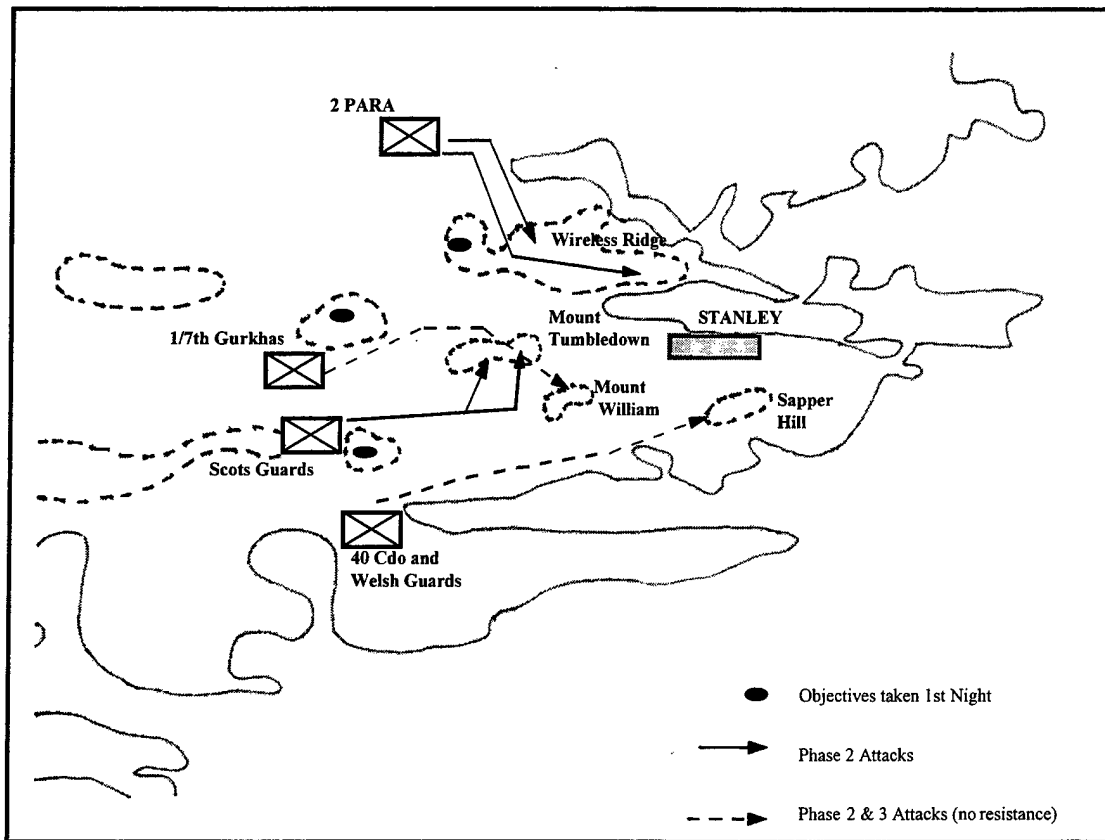 2 PARA
Wireless Ridge
Mount
Tumbledown
STANLEY
1/7th Gurkhas
Mount
William
Sapper
Hill
Scots Guards
40 Cdo and
Welsh Guards
Objectives taken 1st Night
Phase 2 Attacks
Phase 2 & 3 Attacks (no resistance)